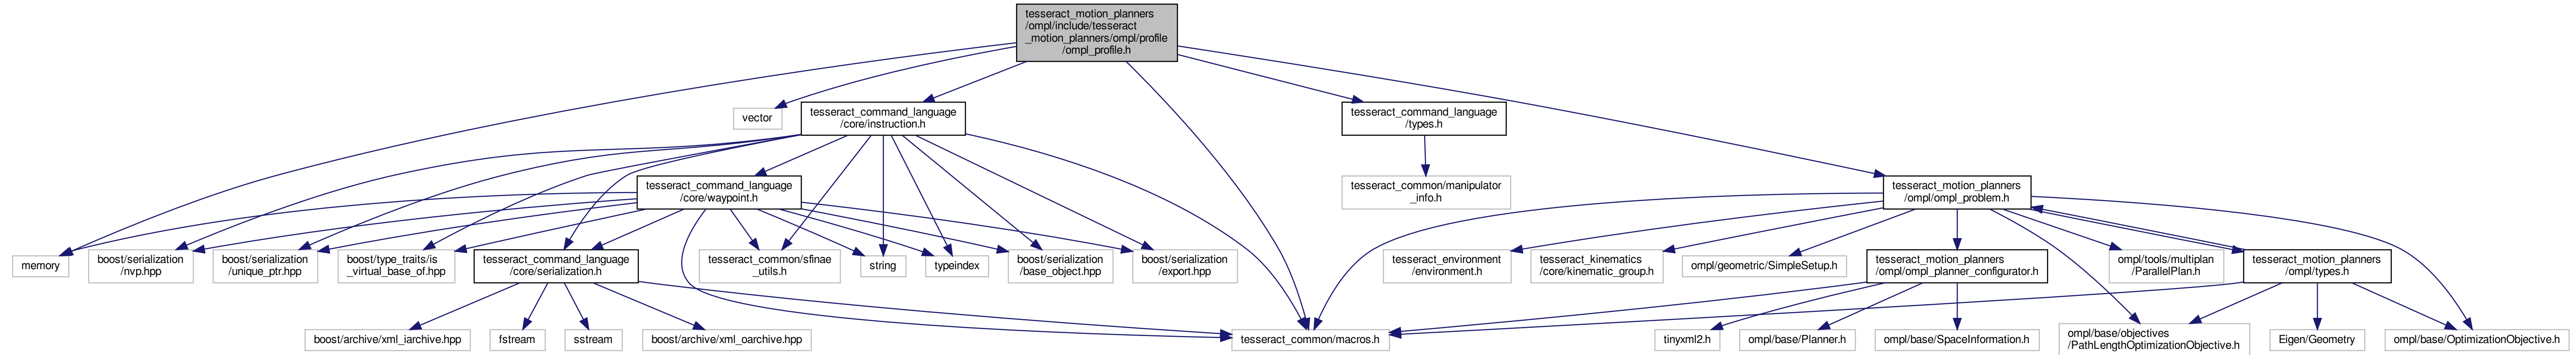 tesseract_motion_planners
/ompl/include/tesseract
_motion_planners/ompl/profile
/ompl_profile.h
vector
tesseract_command_language
/core/instruction.h
tesseract_command_language
/types.h
tesseract_command_language
/core/waypoint.h
tesseract_common/manipulator
_info.h
tesseract_motion_planners
/ompl/ompl_problem.h
memory
boost/serialization
/nvp.hpp
boost/serialization
/unique_ptr.hpp
boost/type_traits/is
_virtual_base_of.hpp
tesseract_command_language
/core/serialization.h
tesseract_common/sfinae
_utils.h
string
typeindex
boost/serialization
/base_object.hpp
boost/serialization
/export.hpp
tesseract_environment
/environment.h
tesseract_kinematics
/core/kinematic_group.h
ompl/geometric/SimpleSetup.h
tesseract_motion_planners
/ompl/ompl_planner_configurator.h
ompl/tools/multiplan
/ParallelPlan.h
tesseract_motion_planners
/ompl/types.h
boost/archive/xml_iarchive.hpp
fstream
sstream
boost/archive/xml_oarchive.hpp
tesseract_common/macros.h
tinyxml2.h
ompl/base/Planner.h
ompl/base/SpaceInformation.h
ompl/base/objectives
/PathLengthOptimizationObjective.h
Eigen/Geometry
ompl/base/OptimizationObjective.h